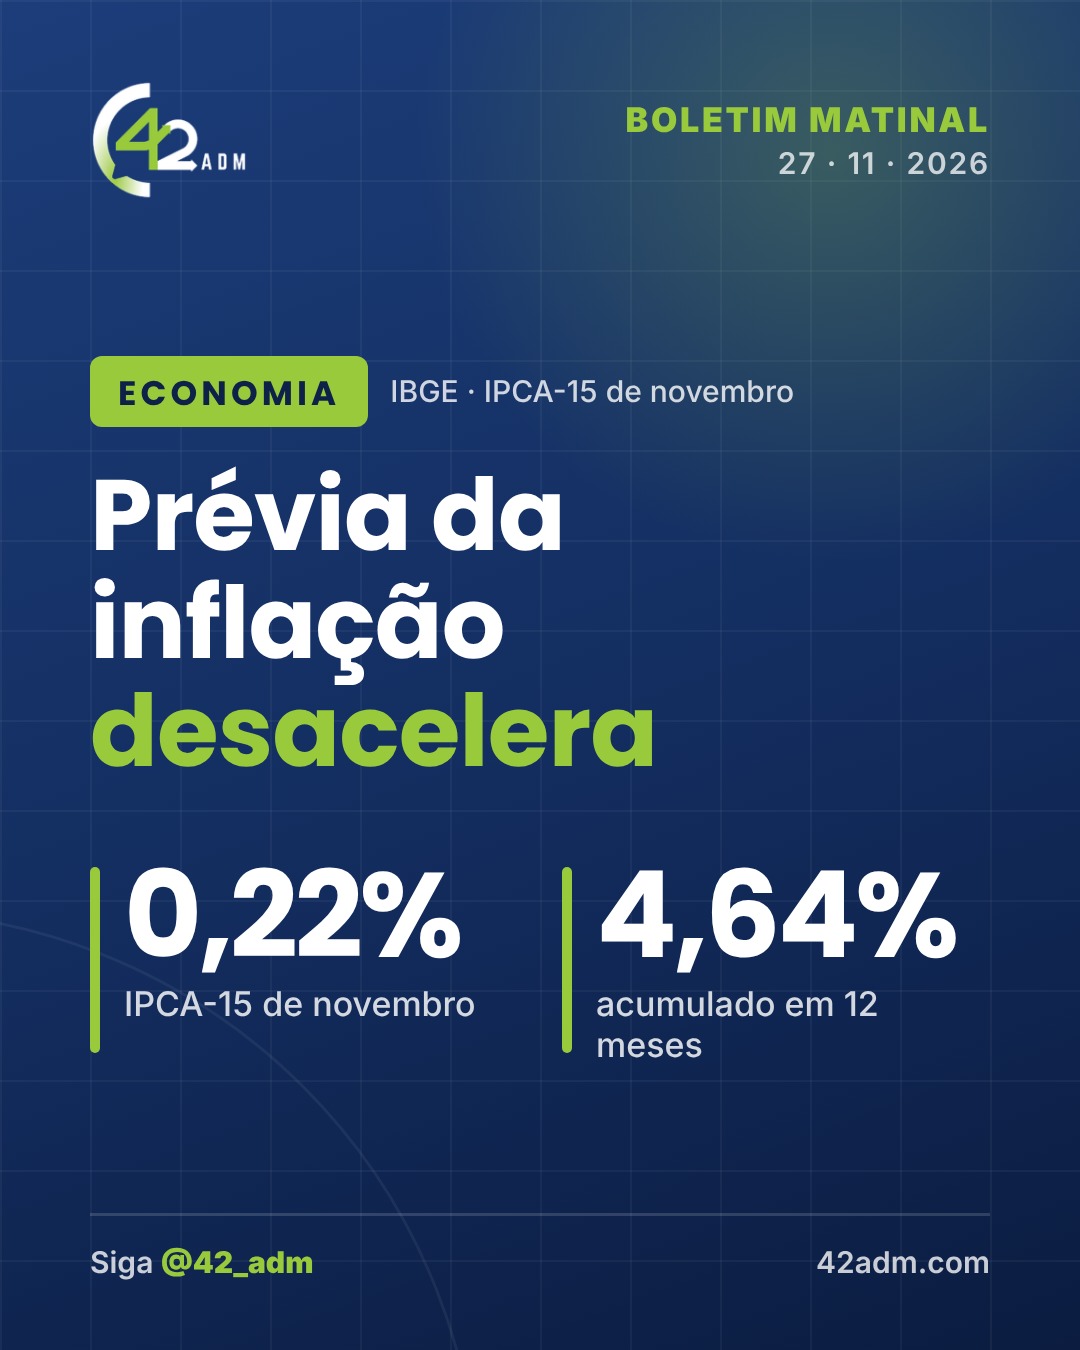 42 ADM
BOLETIM MATINAL
27 · 11 · 2026
ECONOMIA
IBGE · IPCA-15 de novembro
Prévia da
inflação
desacelera
0,22%
IPCA-15 de novembro
4,64%
acumulado em 12
meses
Siga @42_adm
42adm.com